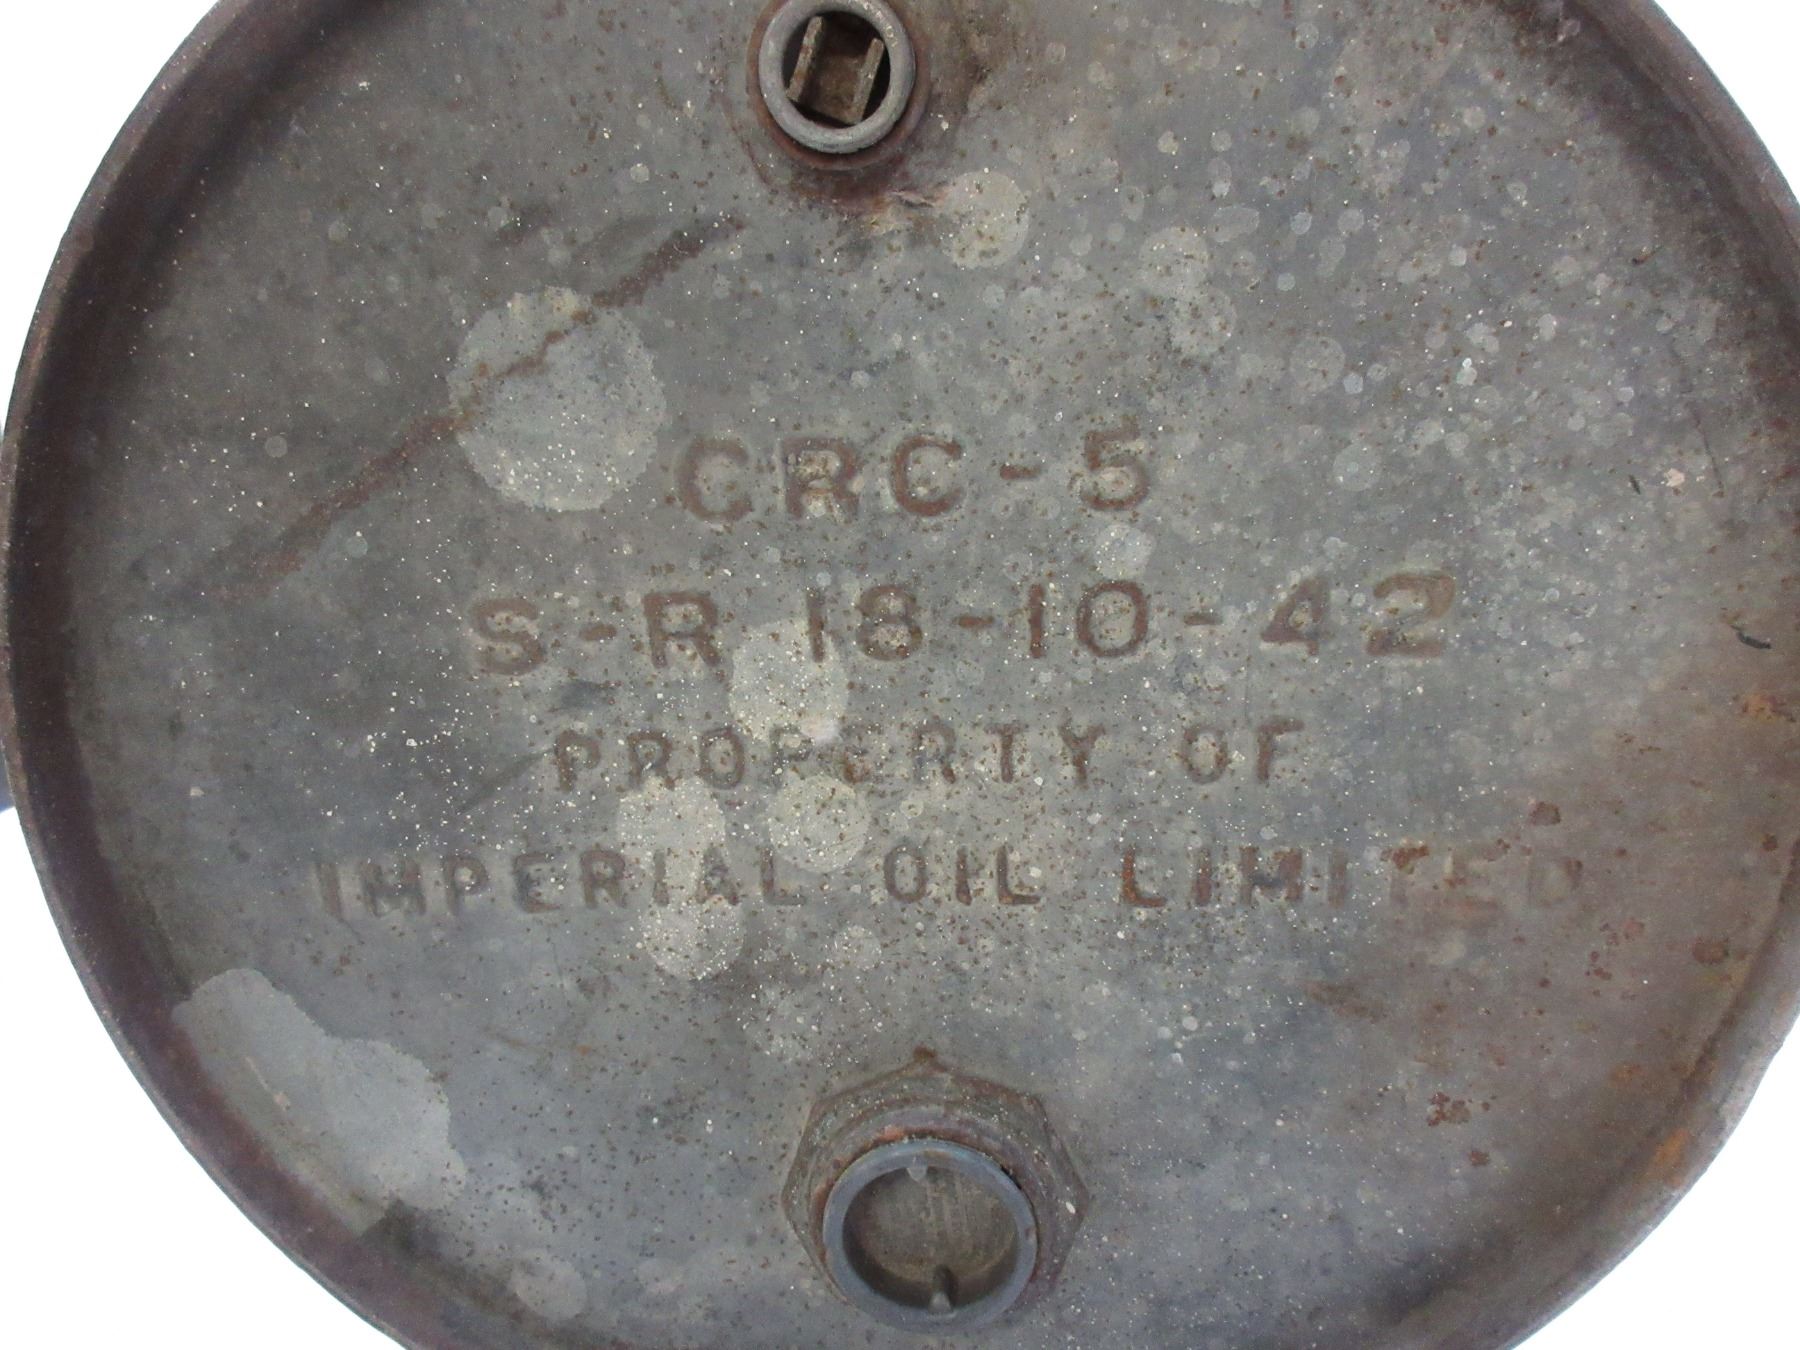 CRC-5
S-R 18-10-42
PROPERTY OF
IMPERIAL OIL LIMITED